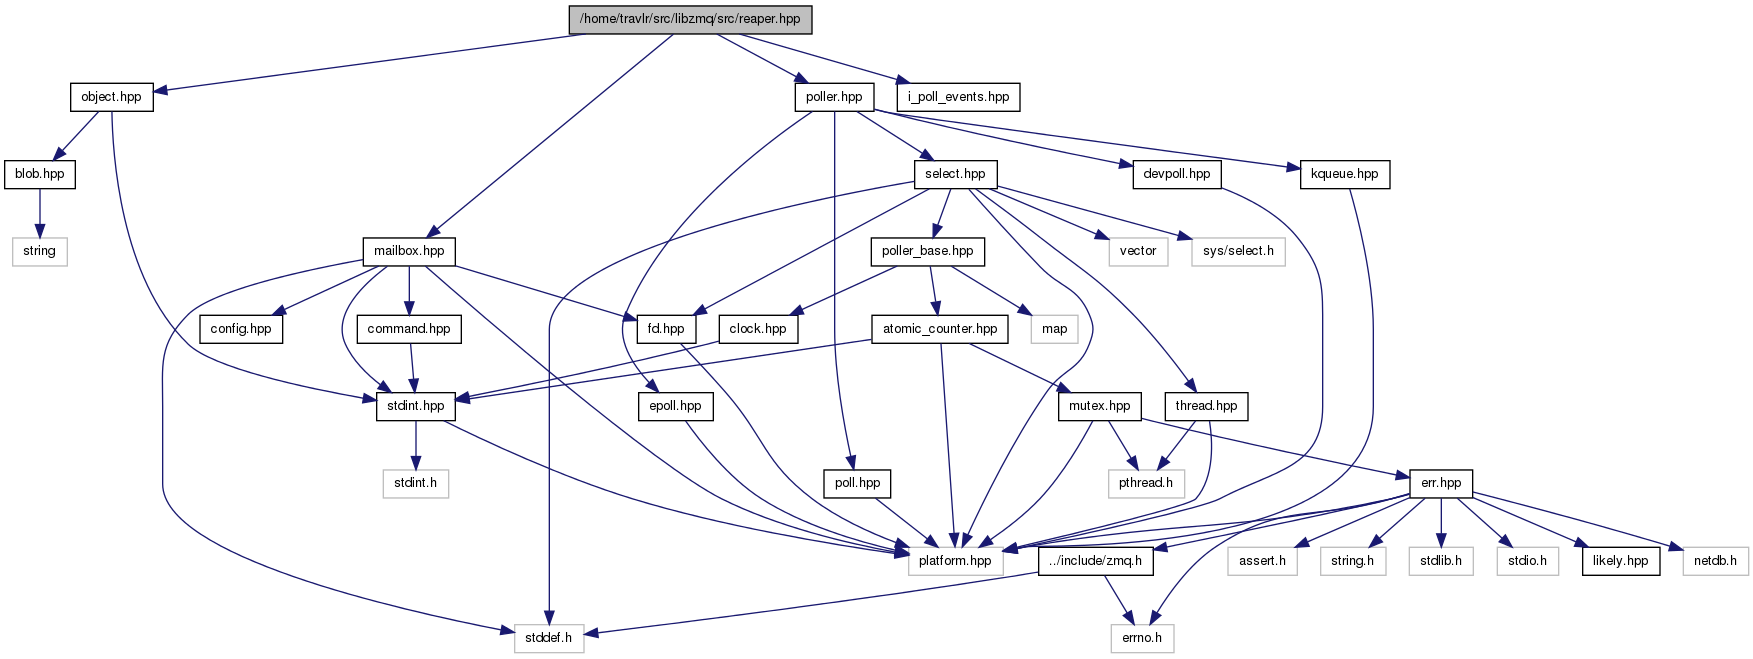 /home/travlr/src/libzmq/src/reaper.hpp
object.hpp
poller.hpp
i_poll_events.hpp
blob.hpp
select.hpp
devpoll.hpp
kqueue.hpp
string
mailbox.hpp
poller_base.hpp
vector
sys/select.h
config.hpp
command.hpp
fd.hpp
clock.hpp
atomic_counter.hpp
map
stdint.hpp
epoll.hpp
mutex.hpp
thread.hpp
stdint.h
poll.hpp
pthread.h
err.hpp
platform.hpp
../include/zmq.h
assert.h
string.h
stdlib.h
stdio.h
likely.hpp
netdb.h
stddef.h
errno.h